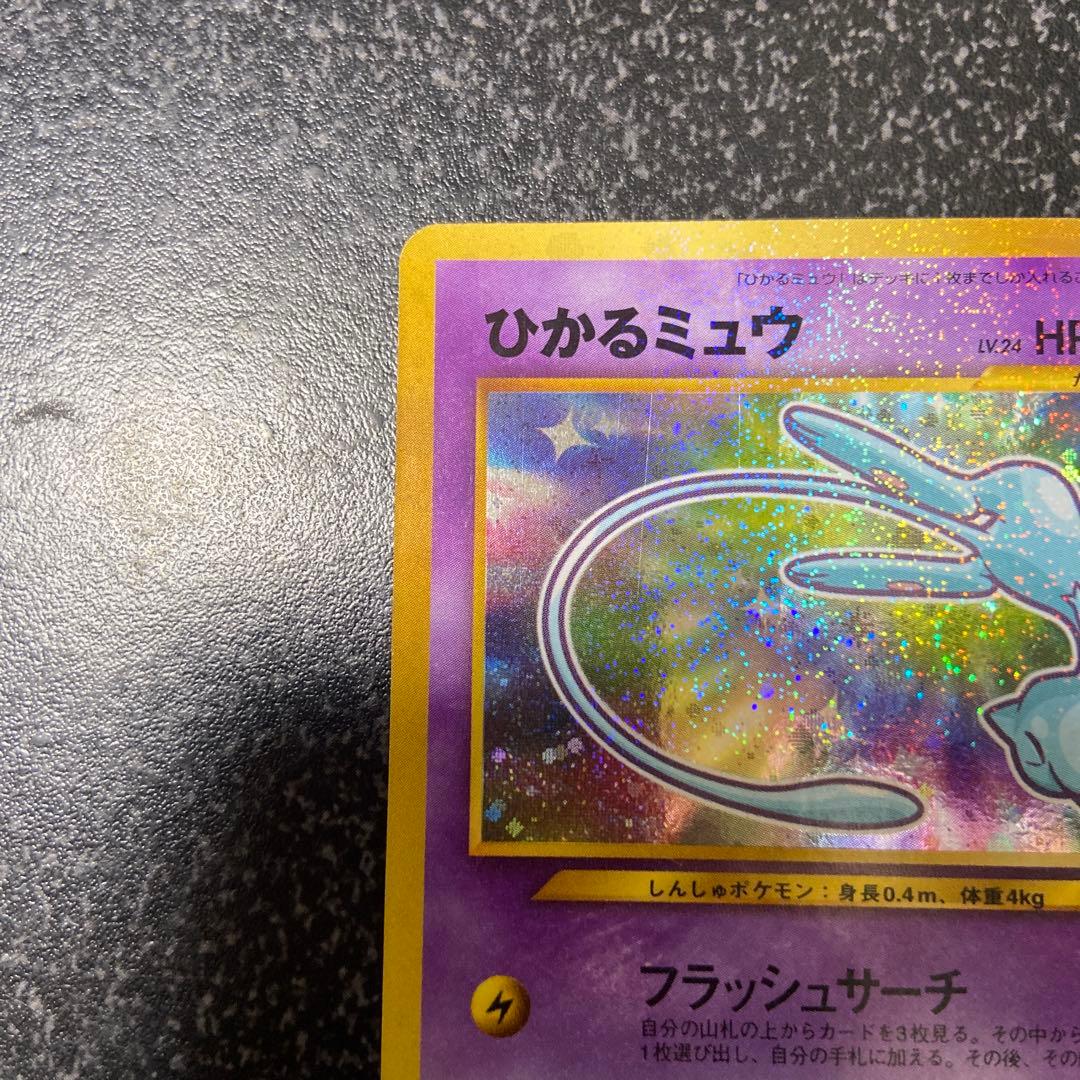 「ひかるミュウ」はデッキに1枚までしか入れるこ
ひかるミュウ
LV.24 HP
しんしゅポケモン：身長0.4m、体重4kg
フラッシュサーチ
自分の山札の上からカードを3枚見る。その中から
1枚選び出し、自分の手札に加える。その後、その